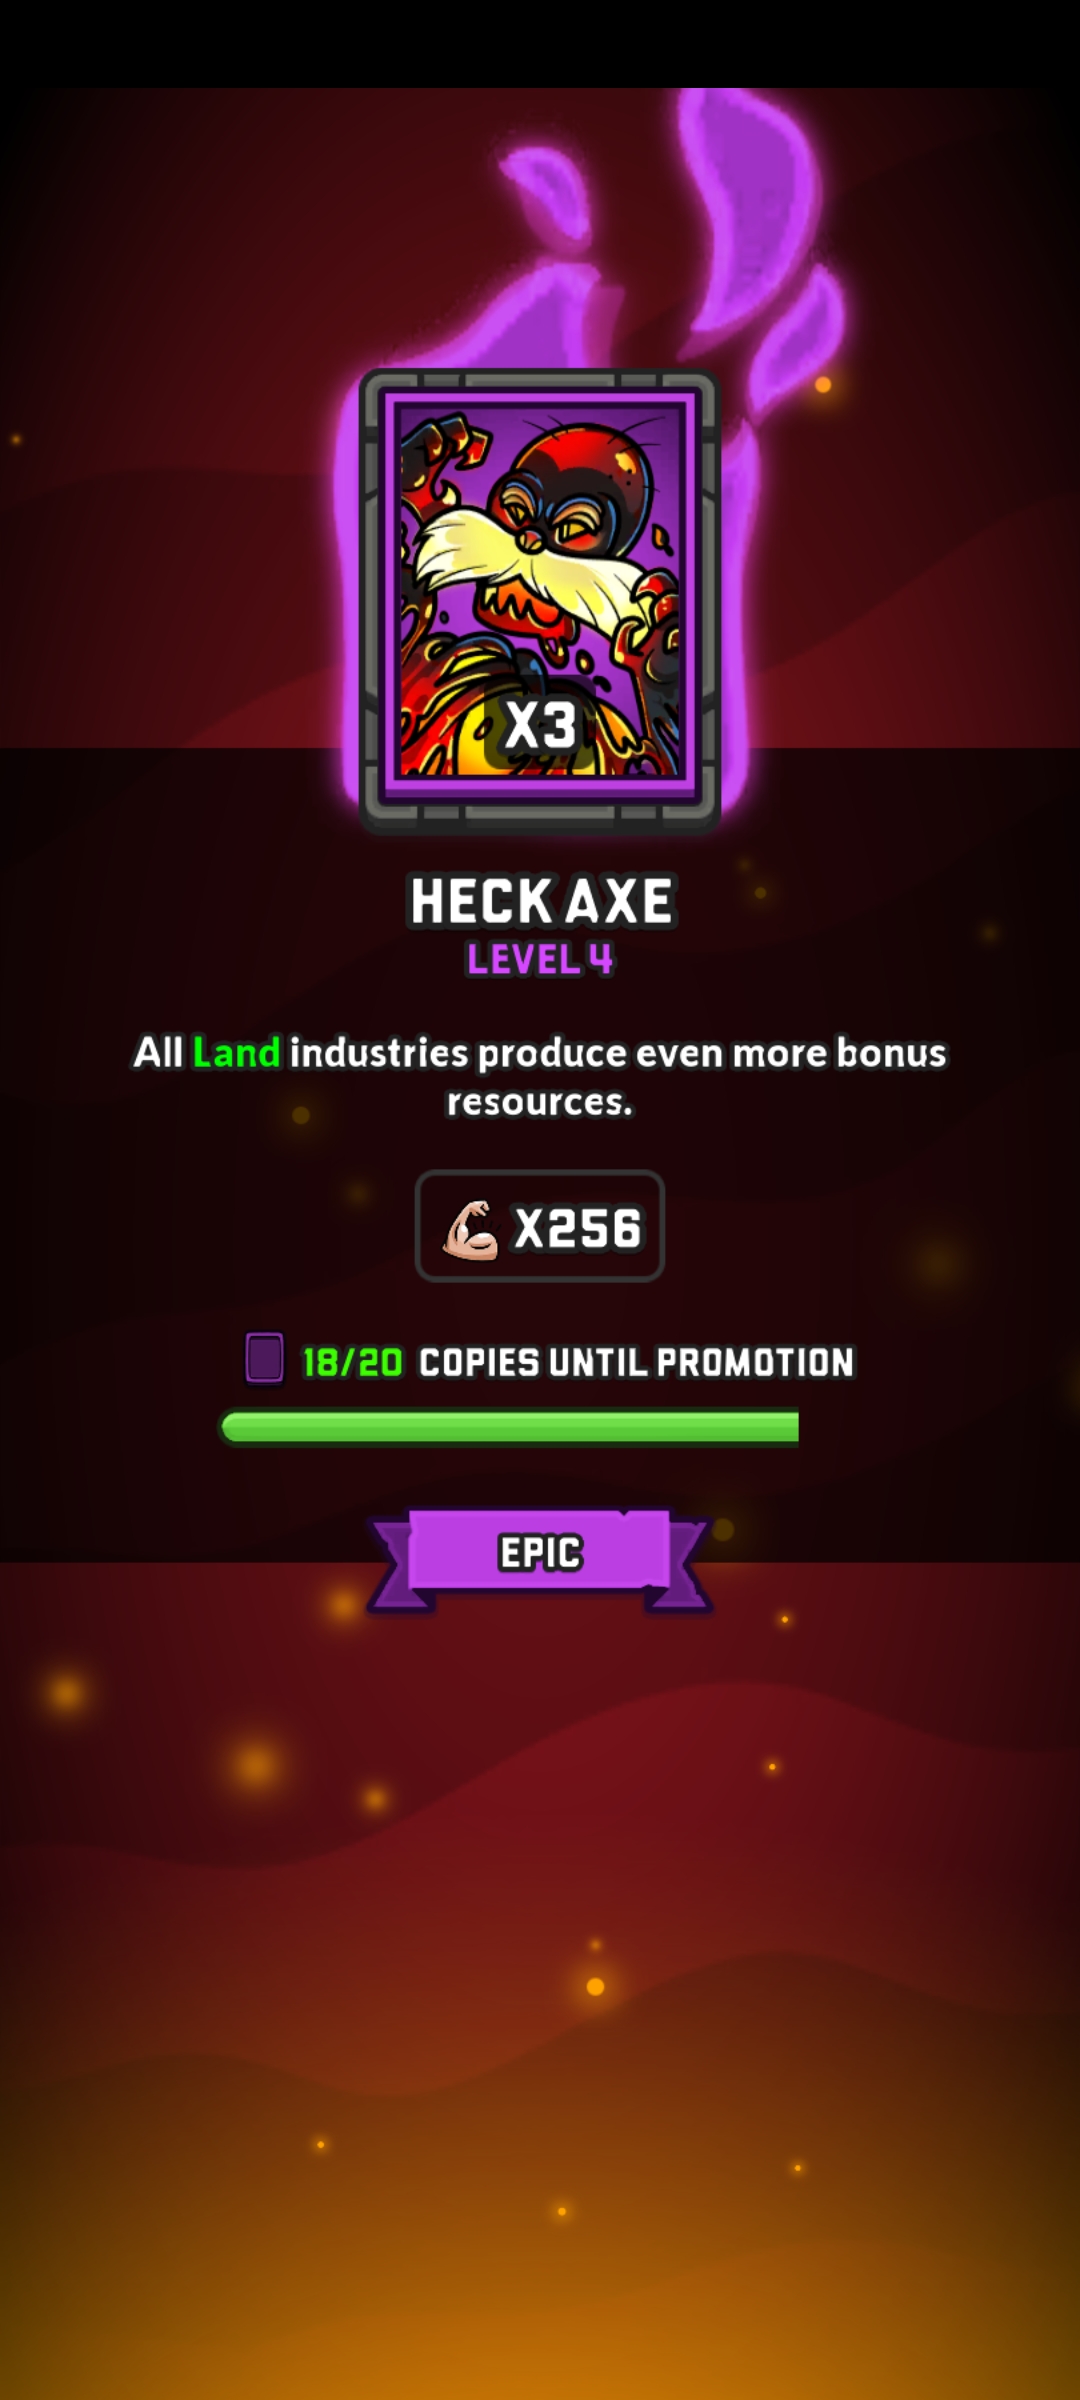 X3
HECK AXE
LEVEL 4
All Land industries produce even more bonus
resources.
X256
18/20 COPIES UNTIL PROMOTION
EPIC